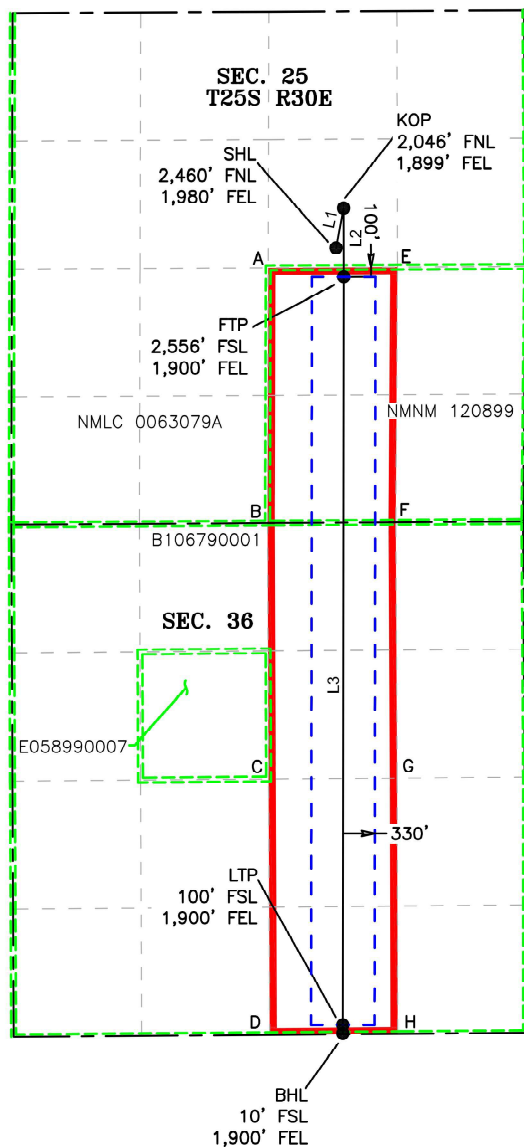 SEC. 25
T25S R30E
KOP
2,046' FNL
1,899' FEL
SHL
2,460' FNL
1,980' FEL
L1
L2
100'
A
E
FTP
2,556' FSL
1,900' FEL
NMLC 0063079A
NMNM 120899
B
F
B106790001
SEC. 36
L3
E058990007
C
G
330'
LTP
100' FSL
1,900' FEL
D
H
BHL
10' FSL
1,900' FEL